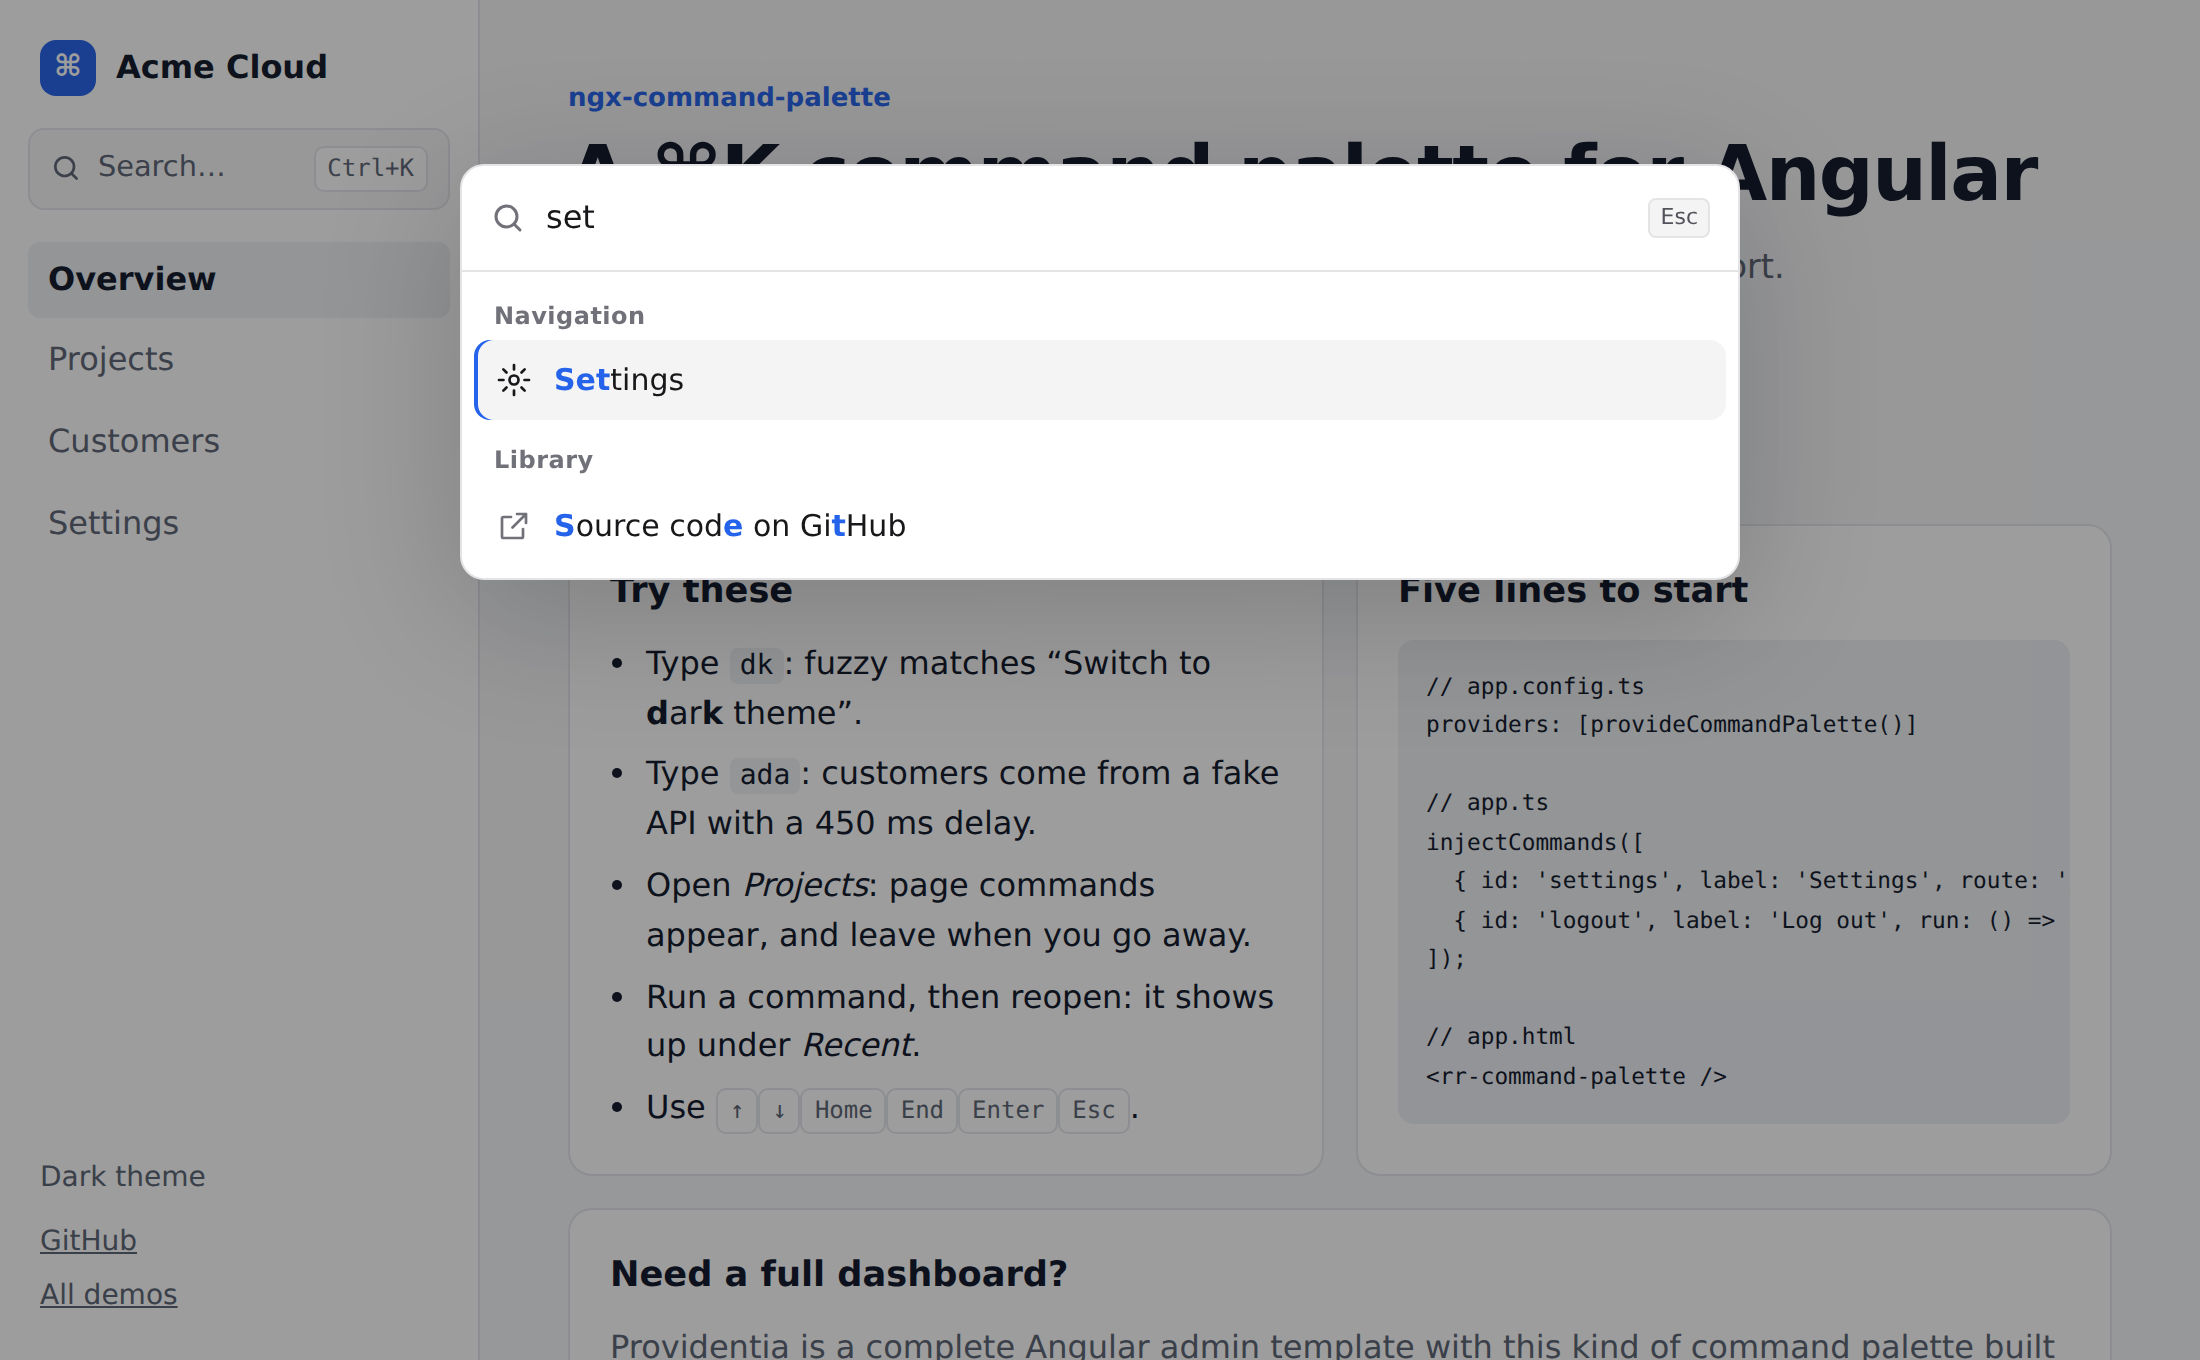 ⌘ Acme Cloud
Search...
Ctrl+K
Overview
Projects
Customers
Settings
Dark theme
GitHub
All demos
ngx-command-palette
A ⌘K command palette for Angular
ort.
set
Esc
Navigation
Settings
Library
Source code on GitHub
Try these
• Type dk: fuzzy matches “Switch to
dark theme”.
• Type ada: customers come from a fake
API with a 450 ms delay.
• Open Projects: page commands
appear, and leave when you go away.
• Run a command, then reopen: it shows
up under Recent.
• Use ↑ ↓ Home End Enter Esc.
Five lines to start
// app.config.ts
providers: [provideCommandPalette()]
// app.ts
injectCommands([
{ id: 'settings', label: 'Settings', route: '
{ id: 'logout', label: 'Log out', run: () =>
]);
// app.html
<rr-command-palette />
Need a full dashboard?
Providentia is a complete Angular admin template with this kind of command palette built